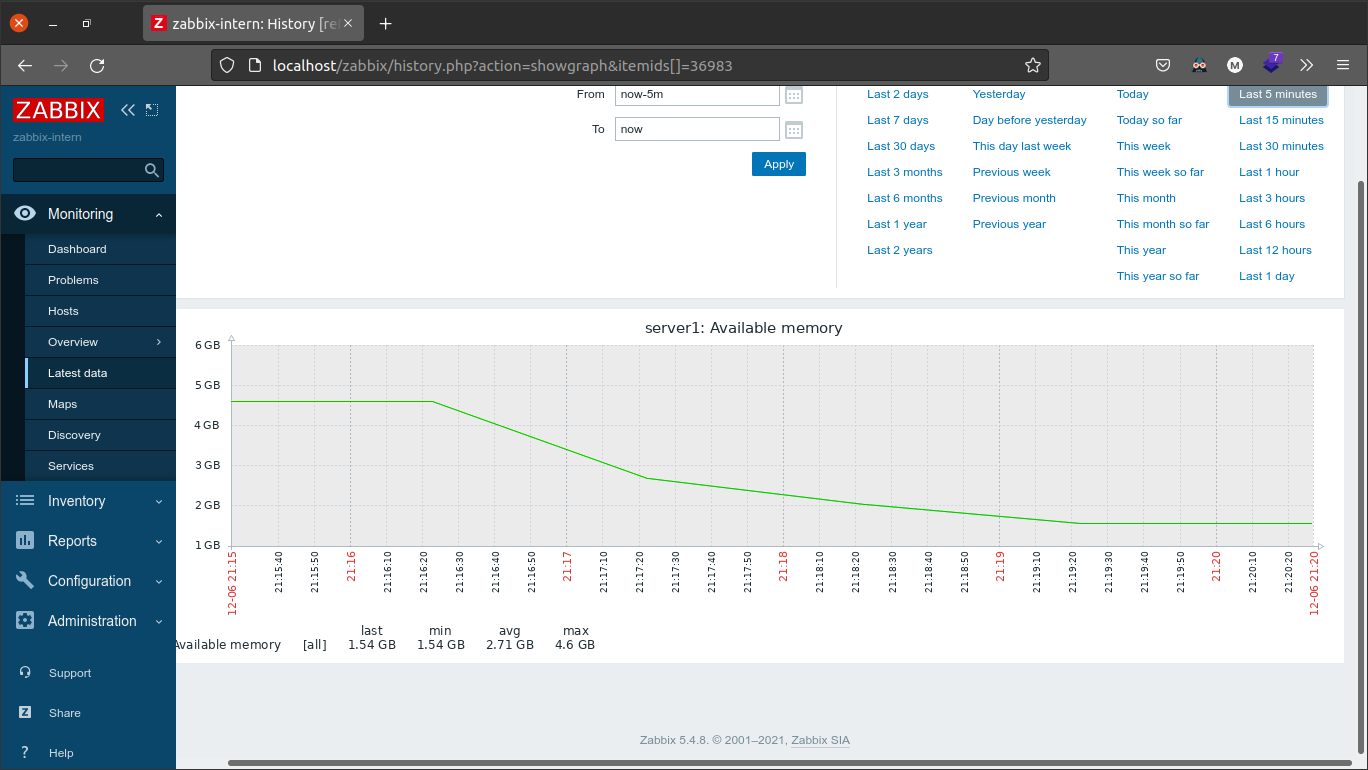 zabbix-intern: History [re
localhost/zabbix/history.php?action=showgraph&itemids[]=36983
M
7
ZABBIX
zabbix-intern
Monitoring
Dashboard
Problems
Hosts
Overview
Latest data
Maps
Discovery
Services
Inventory
Reports
Configuration
Administration
Support
Share
Help
From now-5m
To now
Apply
Last 2 days Yesterday Today Last 5 minutes
Last 7 days Day before yesterday Today so far Last 15 minutes
Last 30 days This day last week This week Last 30 minutes
Last 3 months Previous week This week so far Last 1 hour
Last 6 months Previous month This month Last 3 hours
Last 1 year Previous year This month so far Last 6 hours
Last 2 years This year Last 12 hours
This year so far Last 1 day
server1: Available memory
6 GB
5 GB
4 GB
3 GB
2 GB
1 GB
12-06 21:15 21:15:40 21:15:50 21:16 21:16:10 21:16:20 21:16:30 21:16:40 21:16:50 21:17 21:17:10 21:17:20 21:17:30 21:17:40 21:17:50 21:18 21:18:10 21:18:20 21:18:30 21:18:40 21:18:50 21:19 21:19:10 21:19:20 21:19:30 21:19:40 21:19:50 21:20 21:20:10 21:20:20 12-06 21:20
last min avg max
Available memory [all] 1.54 GB 1.54 GB 2.71 GB 4.6 GB
Zabbix 5.4.8. © 2001–2021, Zabbix SIA